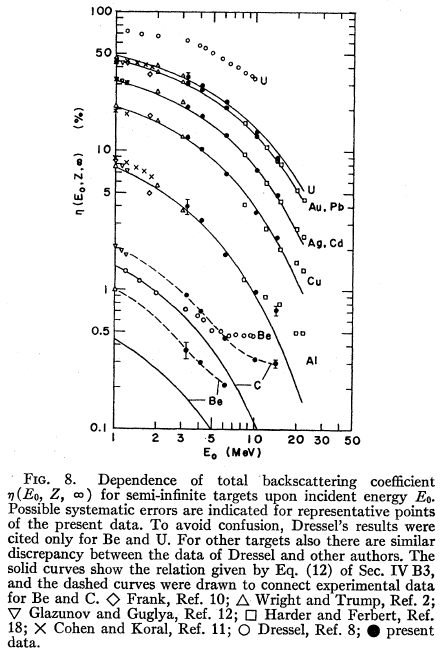 100
50
10
5
1
0.5
0.1
η (E₀, Z, ∞) (%)
U
U
Au, Pb
Ag, Cd
Cu
Be
Al
C
Be
1 3 5 10 30 50
E₀ (MeV)
FIG. 8. Dependence of total backscattering coefficient
η(E₀, Z, ∞) for semi-infinite targets upon incident energy E₀.
Possible systematic errors are indicated for representative points
of the present data. To avoid confusion, Dressel's results were
cited only for Be and U. For other targets also there are similar
discrepancy between the data of Dressel and other authors. The
solid curves show the relation given by Eq. (12) of Sec. IV B3,
and the dashed curves were drawn to connect experimental data
for Be and C. ◇ Frank, Ref. 10; △ Wright and Trump, Ref. 2;
▽ Glazunov and Guglya, Ref. 12; □ Harder and Ferbert, Ref.
18; × Cohen and Koral, Ref. 11; ○ Dressel, Ref. 8; ● present
data.